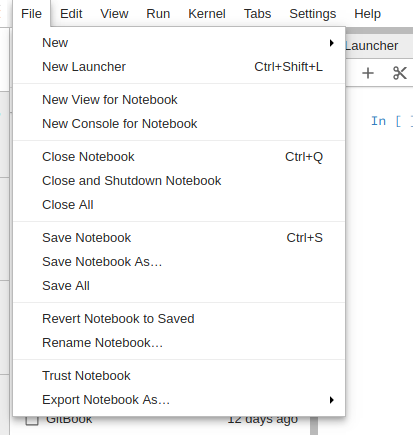 File Edit View Run Kernel Tabs Settings Help
New
Launcher
New Launcher Ctrl+Shift+L
New View for Notebook
New Console for Notebook
In [ ]
Close Notebook Ctrl+Q
Close and Shutdown Notebook
Close All
Save Notebook Ctrl+S
Save Notebook As…
Save All
Revert Notebook to Saved
Rename Notebook…
Trust Notebook
Export Notebook As…
GitBook 12 days ago